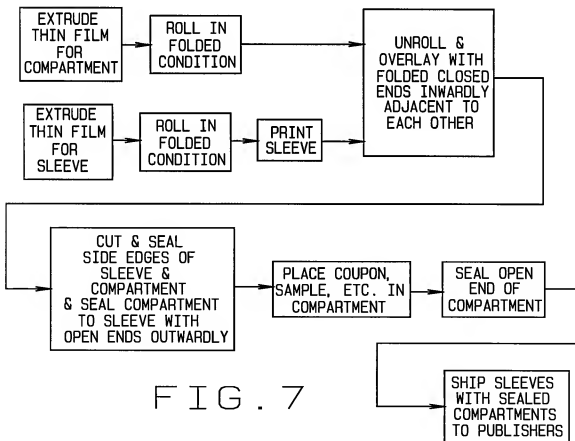 EXTRUDE
THIN FILM
FOR
COMPARTMENT
ROLL IN
FOLDED
CONDITION
UNROLL &
OVERLAY WITH
FOLDED CLOSED
ENDS INWARDLY
ADJACENT TO
EACH OTHER
EXTRUDE
THIN FILM
FOR
SLEEVE
ROLL IN
FOLDED
CONDITION
PRINT
SLEEVE
CUT & SEAL
SIDE EDGES OF
SLEEVE &
COMPARTMENT
& SEAL COMPARTMENT
TO SLEEVE WITH
OPEN ENDS OUTWARDLY
PLACE COUPON,
SAMPLE, ETC. IN
COMPARTMENT
SEAL OPEN
END OF
COMPARTMENT
SHIP SLEEVES
WITH SEALED
COMPARTMENTS
TO PUBLISHERS
FIG. 7